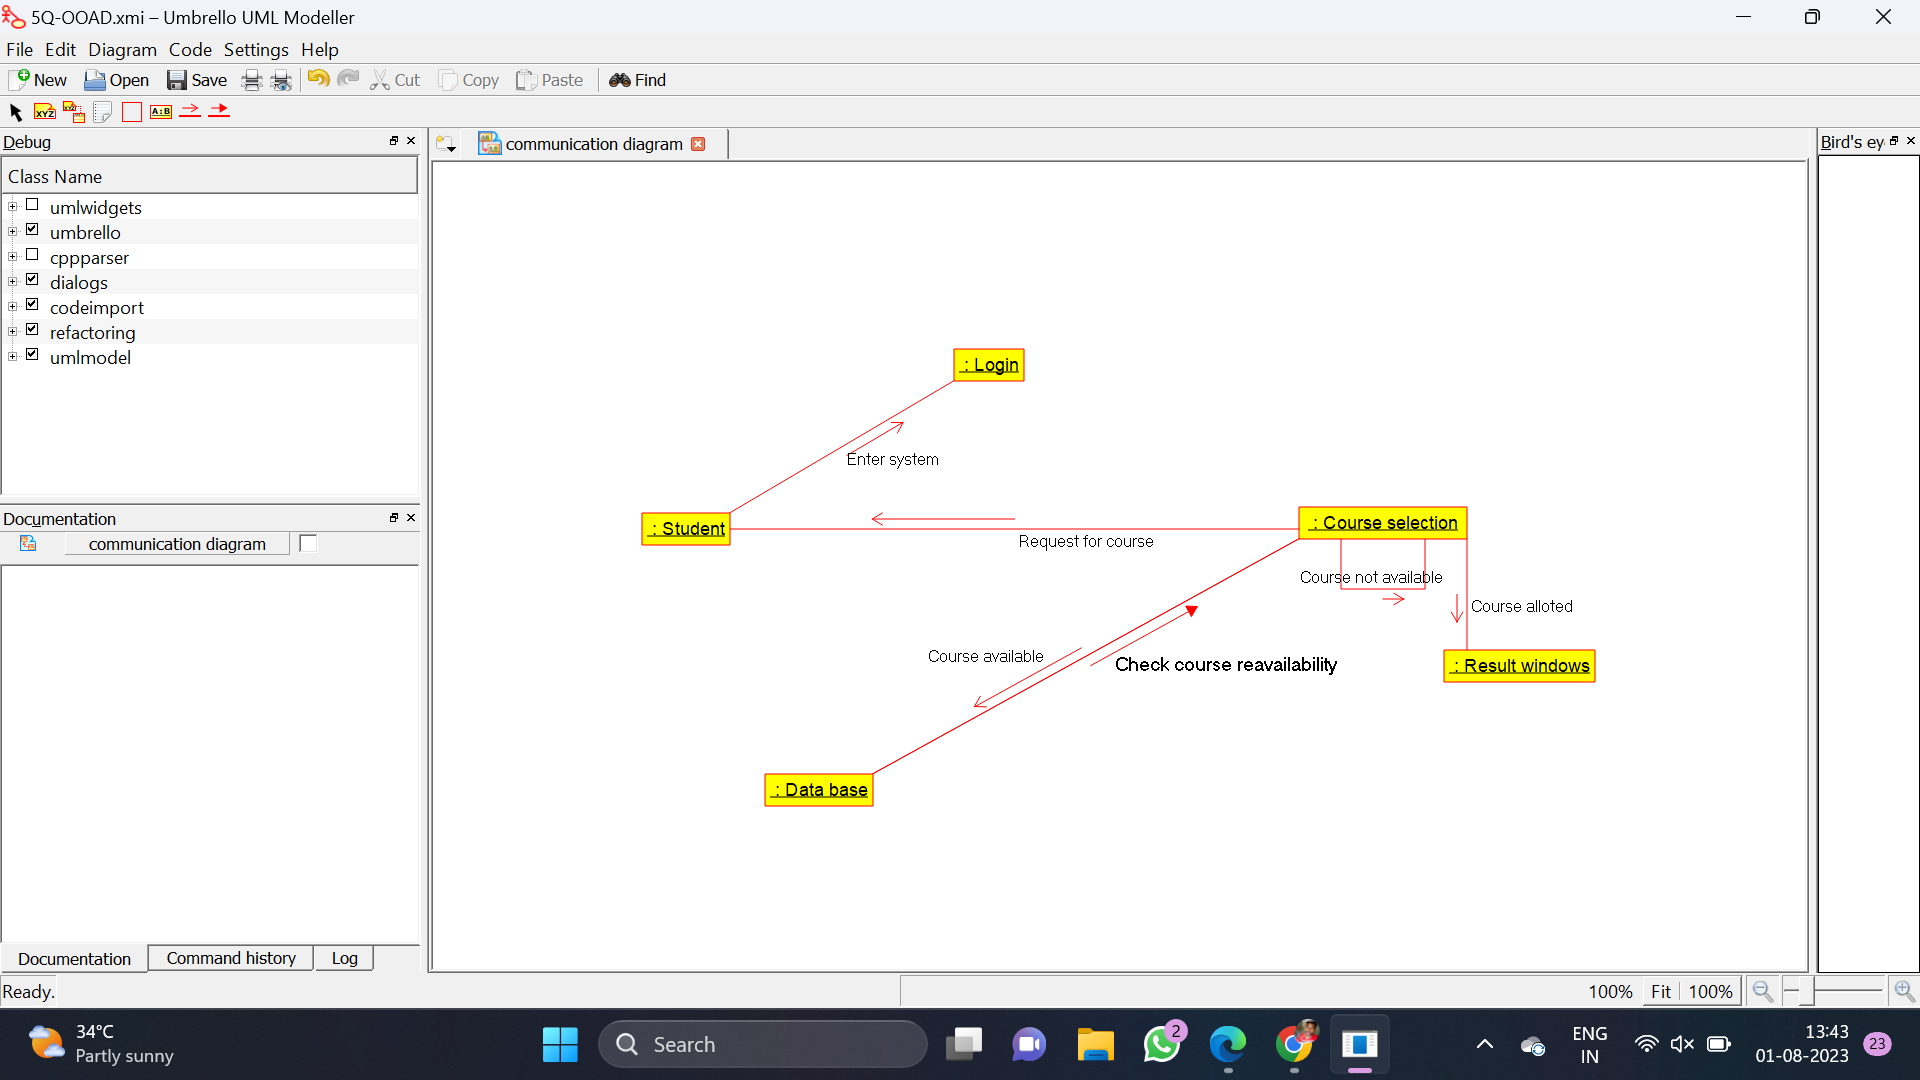 5Q-OOAD.xmi – Umbrello UML Modeller
File Edit Diagram Code Settings Help
New Open Save Cut Copy Paste Find
XYZ XYZ A:B
Debug
communication diagram
Bird's ey
Class Name
umlwidgets
umbrello
cppparser
dialogs
codeimport
refactoring
umlmodel
: Login
Enter system
: Student
: Course selection
Request for course
Course not available
Course alloted
Course available
Check course reavailability
: Result windows
: Data base
Documentation
communication diagram
Documentation Command history Log
Ready.
100% Fit 100%
34°C
Partly sunny
Search
2
ENG
IN
13:43
01-08-2023
23